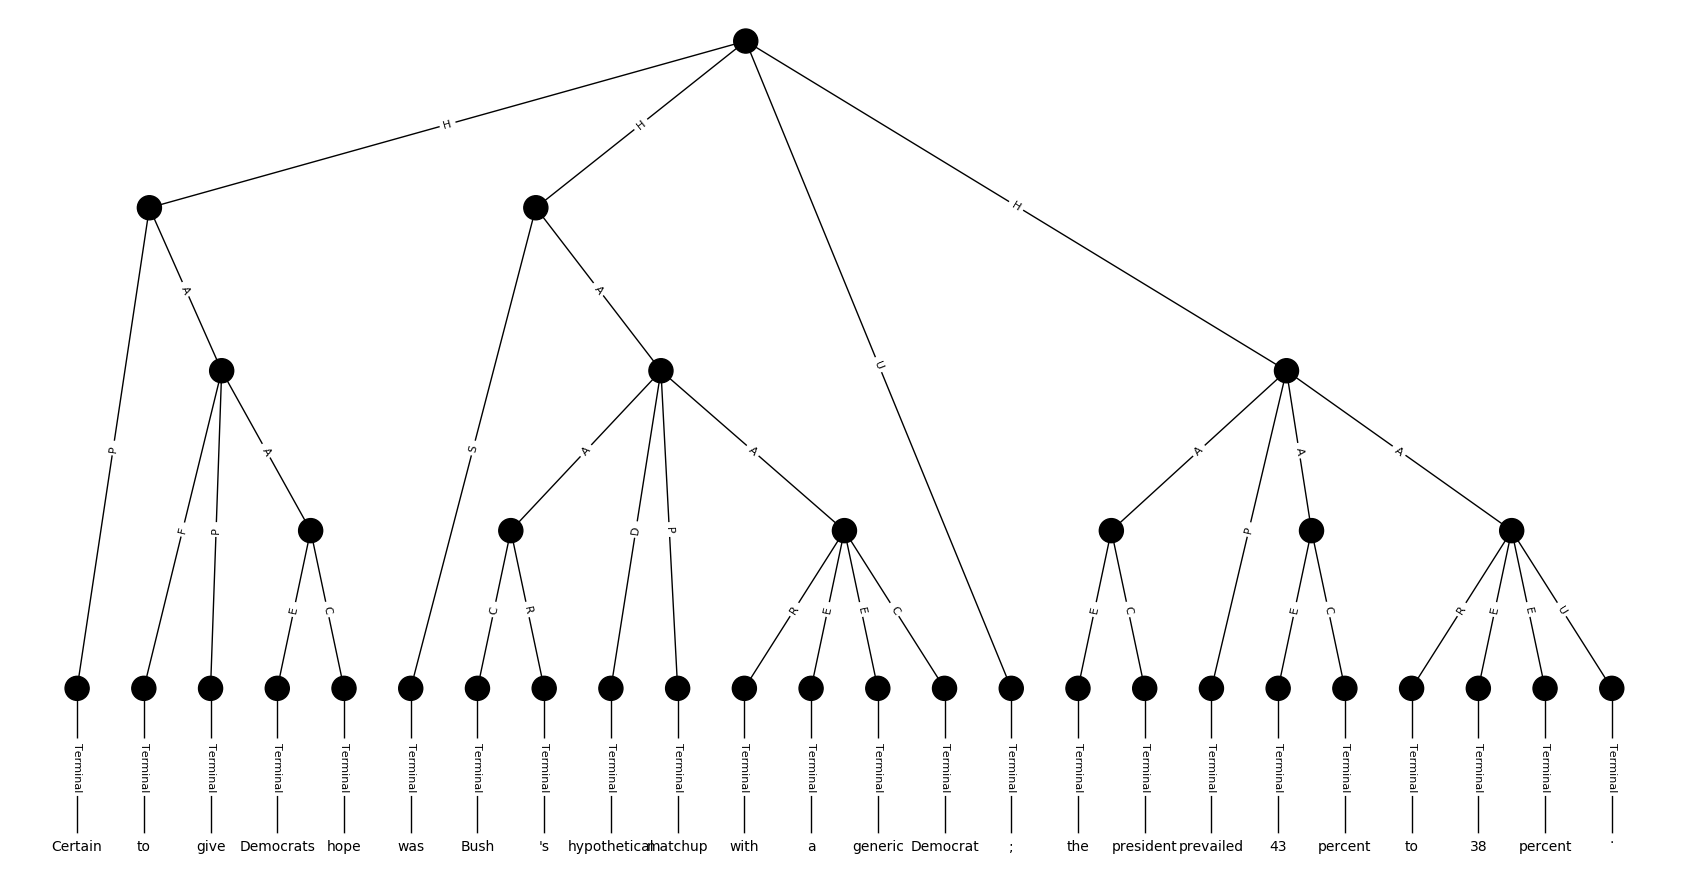 H H
H
A A
U
P A S A A A P A A
F P D P
E C C R R E E C E C E C R E E U
Terminal Terminal Terminal Terminal Terminal Terminal Terminal Terminal Terminal Terminal Terminal Terminal Terminal Terminal Terminal Terminal Terminal Terminal Terminal Terminal Terminal Terminal Terminal Terminal
Certain to give Democrats hope was Bush 's hypothetical matchup with a generic Democrat ; the president prevailed 43 percent to 38 percent .